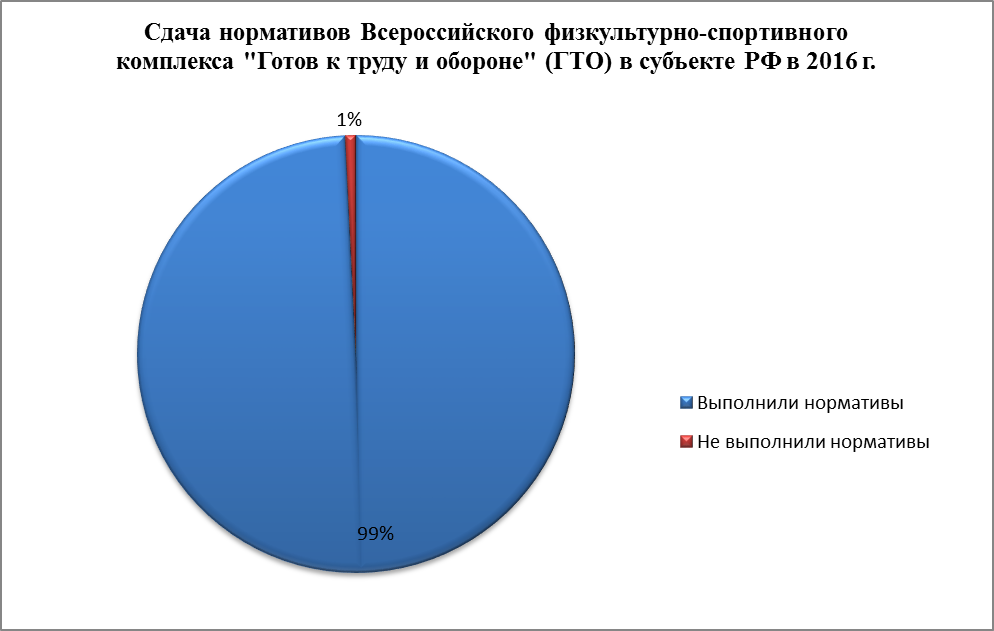 Сдача нормативов Всероссийского физкультурно-спортивного
комплекса "Готов к труду и обороне" (ГТО) в субъекте РФ в 2016 г.
1%
99%
Выполнили нормативы
Не выполнили нормативы